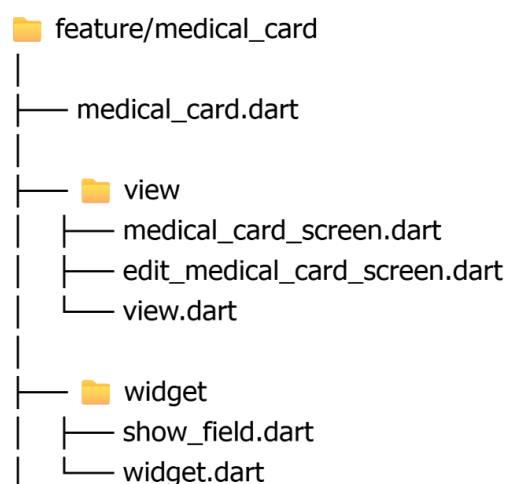 feature/medical_card
medical_card.dart
view
medical_card_screen.dart
edit_medical_card_screen.dart
view.dart
widget
show_field.dart
widget.dart